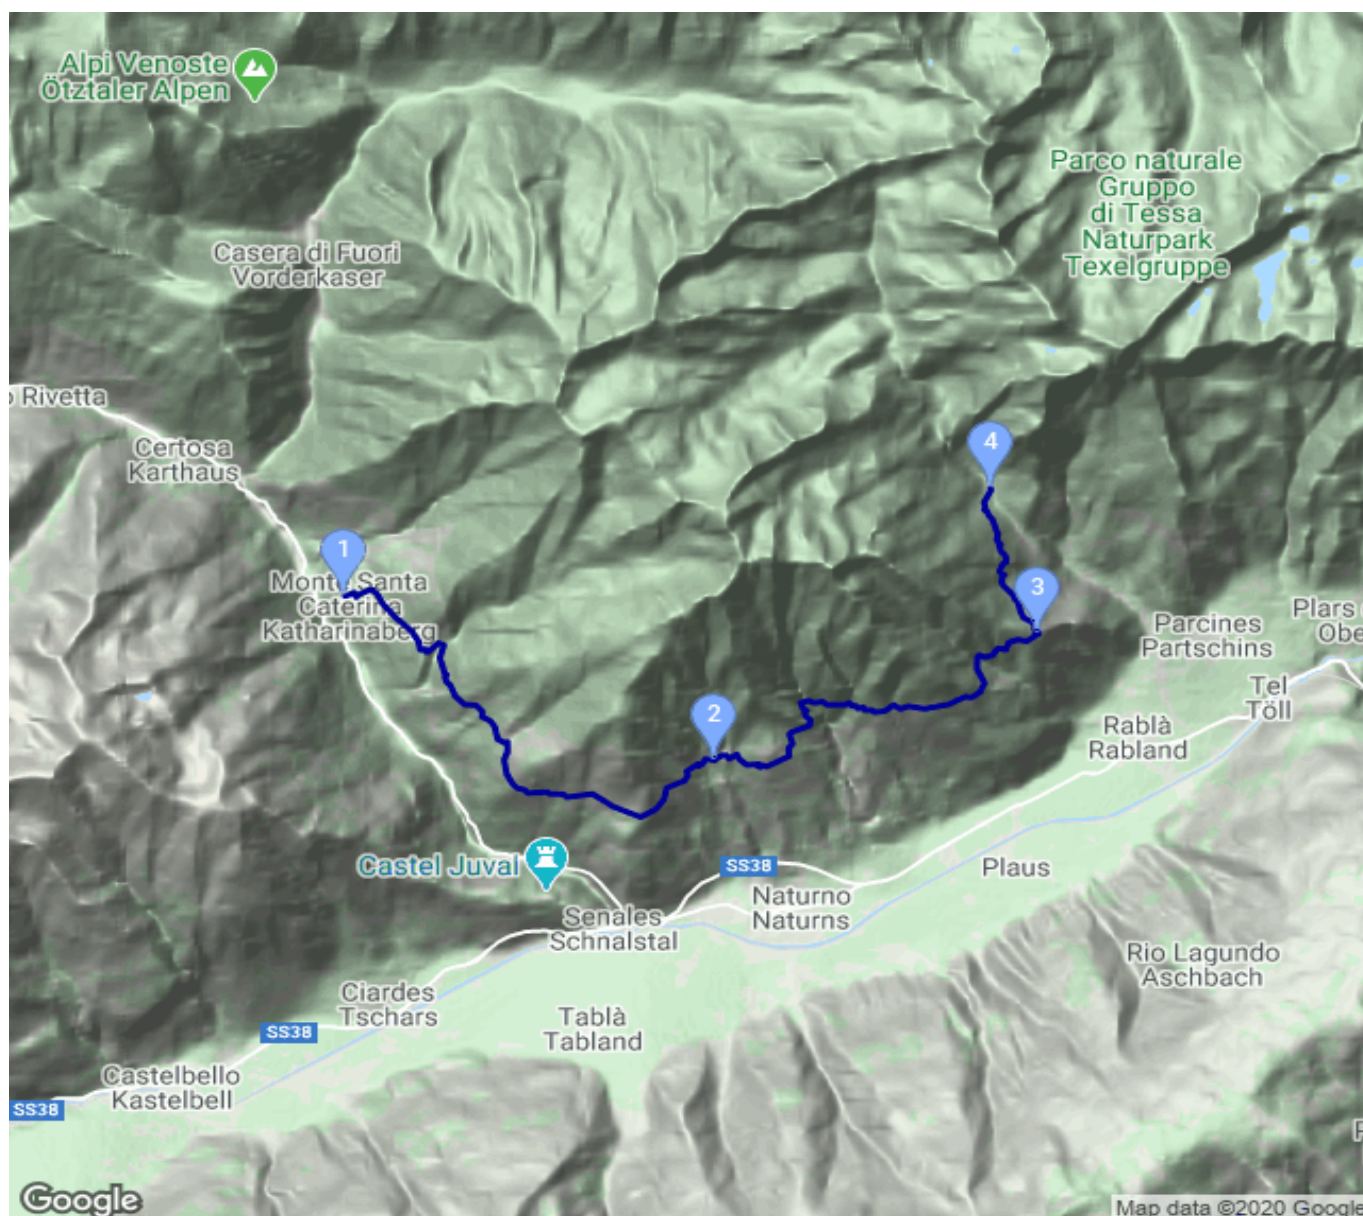 Alpi Venoste
Ötztaler Alpen
Parco naturale
Gruppo
di Tessa
Naturpark
Texelgruppe
Casera di Fuori
Vorderkaser
Rivetta
Certosa
Karthaus
4
1
Monte Santa
Caterina
Katharinaberg
3
Parcines
Partschins
Plars
Obe
2
Tel
Töll
Rablà
Rabland
Castel Juval
SS38
Plaus
Naturno
Naturns
Senales
Schnalstal
Rio Lagundo
Aschbach
Ciardes
Tschars
Tablà
Tabland
SS38
Castelbello
Kastelbell
SS38
Google
Map data ©2020 Google